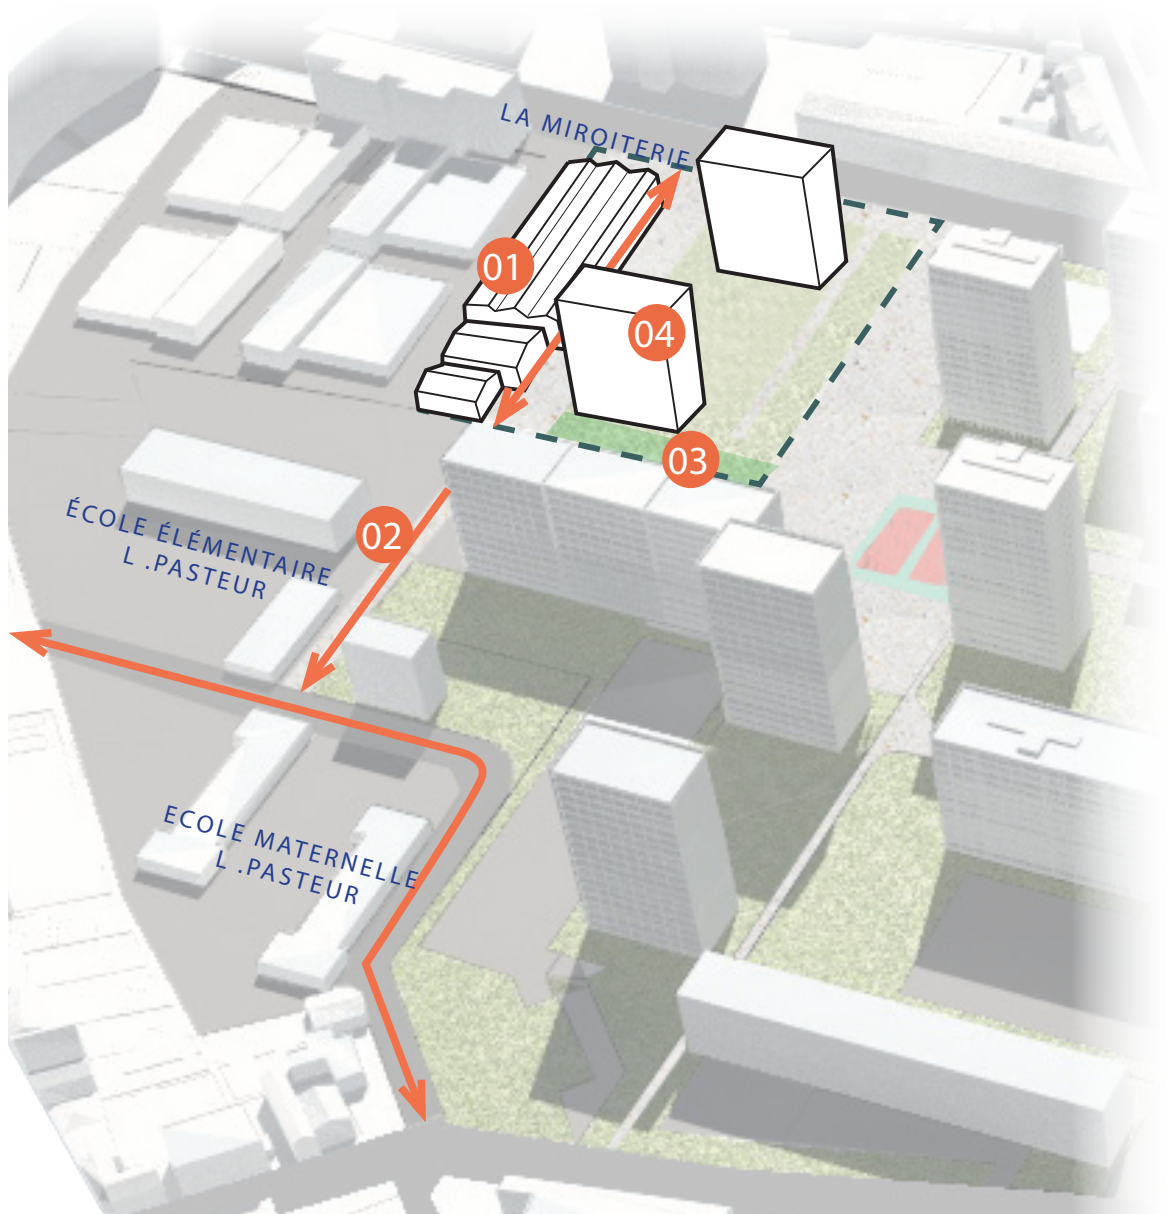 LA MIROITERIE
01
04
03
02
ÉCOLE ÉLÉMENTAIRE
L .PASTEUR
ECOLE MATERNELLE
L .PASTEUR